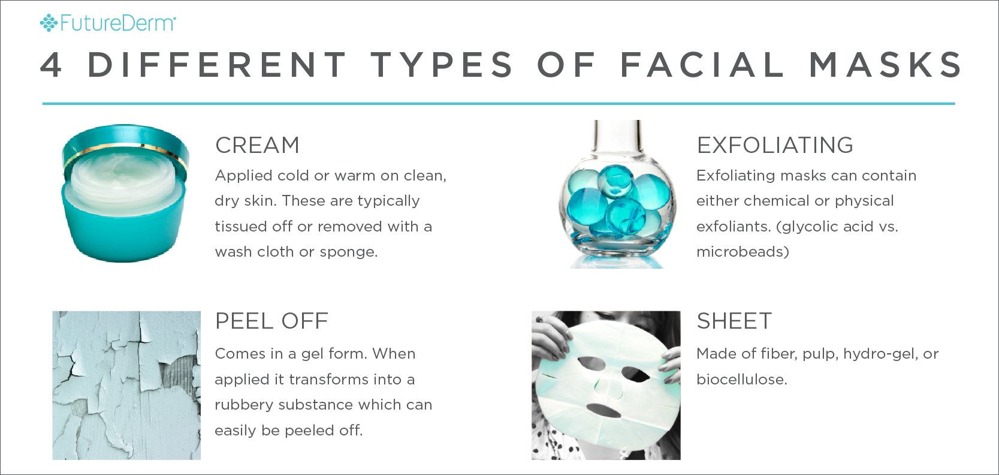 FutureDerm
4 DIFFERENT TYPES OF FACIAL MASKS
CREAM
Applied cold or warm on clean,
dry skin. These are typically
tissued off or removed with a
wash cloth or sponge.
EXFOLIATING
Exfoliating masks can contain
either chemical or physical
exfoliants. (glycolic acid vs.
microbeads)
PEEL OFF
Comes in a gel form. When
applied it transforms into a
rubbery substance which can
easily be peeled off.
SHEET
Made of fiber, pulp, hydro-gel, or
biocellulose.